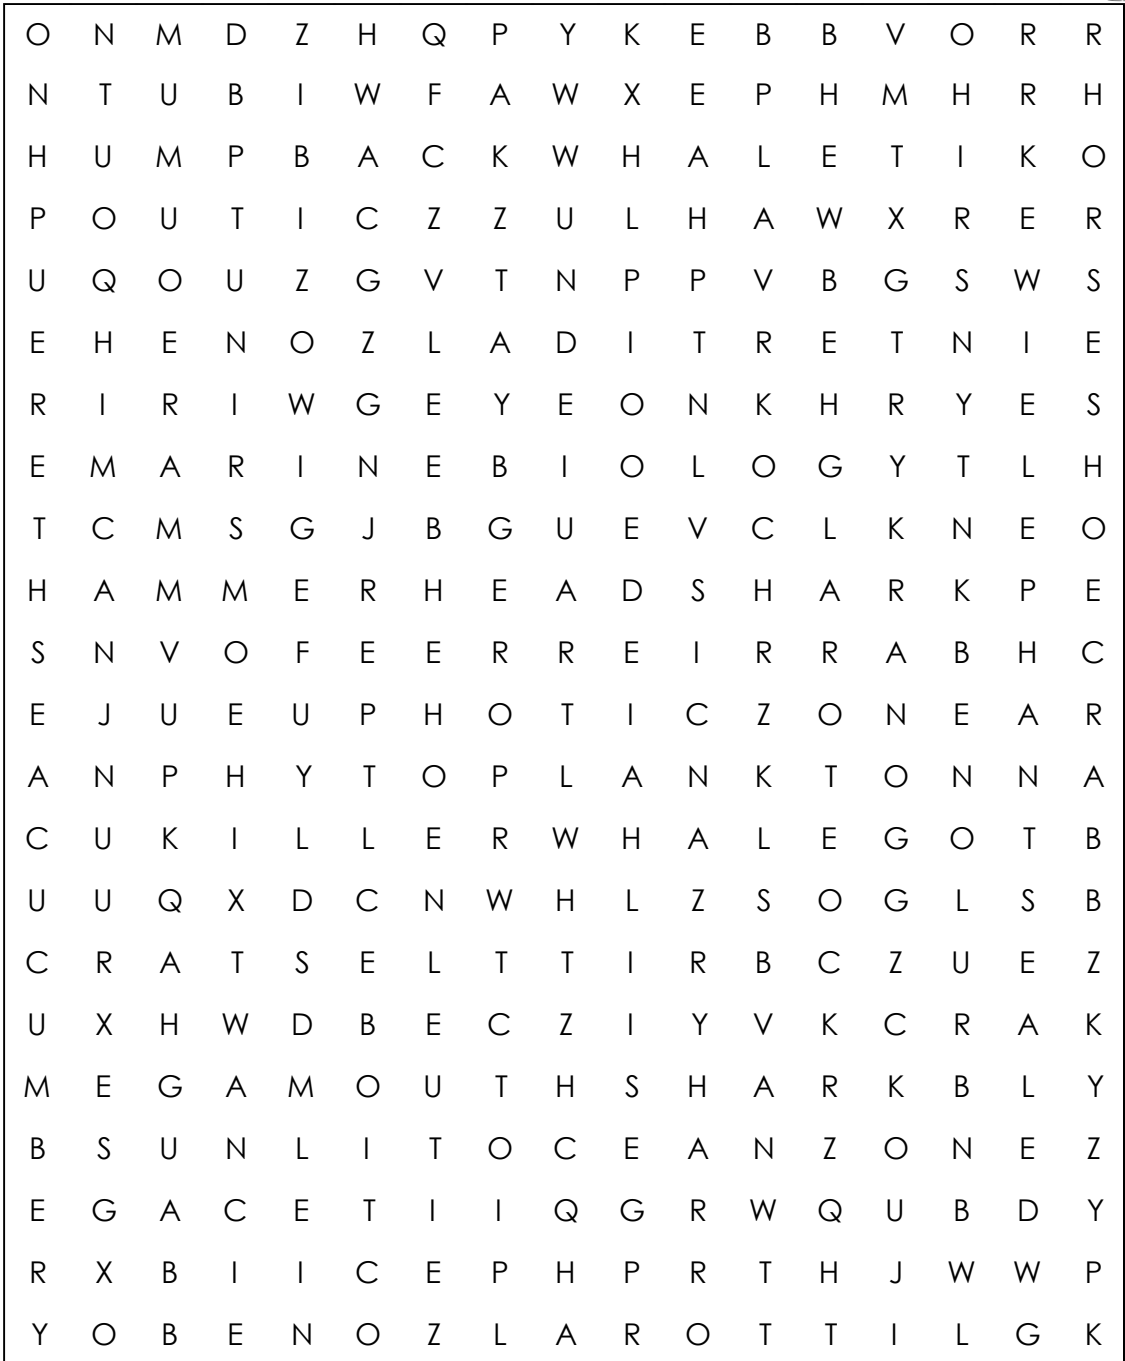 O N M D Z H Q P Y K E B B V O R R
N T U B I W F A W X E P H M H R H
H U M P B A C K W H A L E T I K O
P O U T I C Z Z U L H A W X R E R
U Q O U Z G V T N P P V B G S W S
E H E N O Z L A D I T R E T N I E
R I R I W G E Y E O N K H R Y E S
E M A R I N E B I O L O G Y T L H
T C M S G J B G U E V C L K N E O
H A M M E R H E A D S H A R K P E
S N V O F E E R R E I R R A B H C
E J U E U P H O T I C Z O N E A R
A N P H Y T O P L A N K T O N N A
C U K I L L E R W H A L E G O T B
U U Q X D C N W H L Z S O G L S B
C R A T S E L T T I R B C Z U E Z
U X H W D B E C Z I Y V K C R A K
M E G A M O U T H S H A R K B L Y
B S U N L I T O C E A N Z O N E Z
E G A C E T I I Q G R W Q U B D Y
R X B I I C E P H P R T H J W W P
Y O B E N O Z L A R O T T I L G K